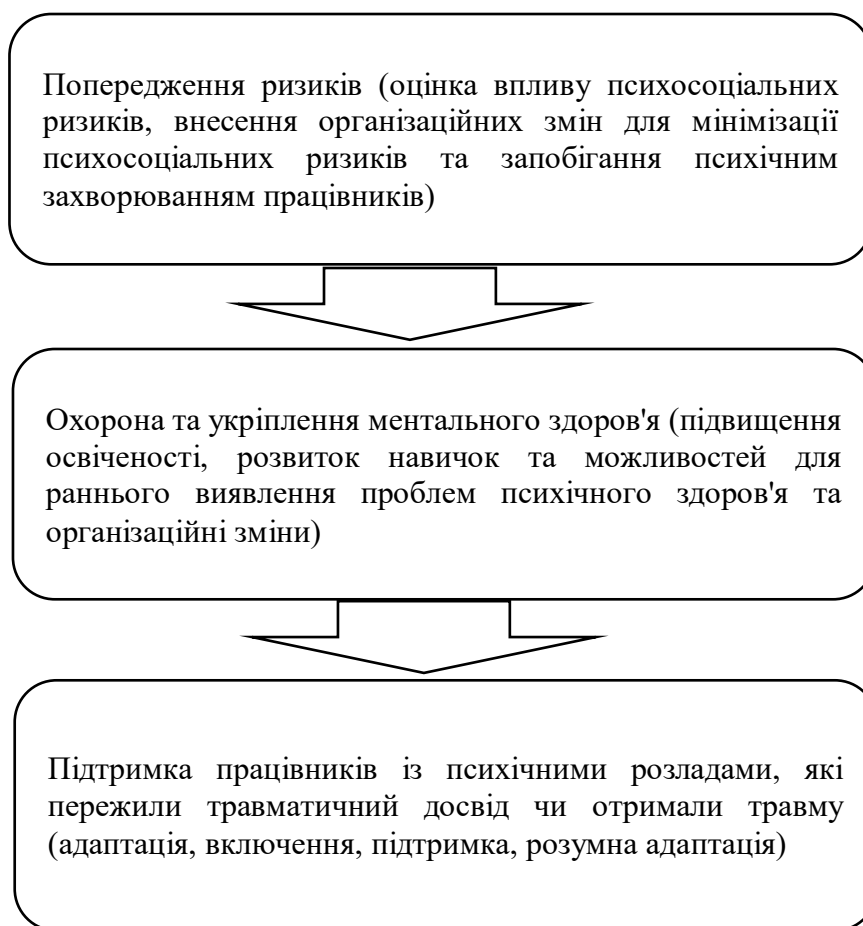 Попередження ризиків (оцінка впливу психосоціальних
ризиків, внесення організаційних змін для мінімізації
психосоціальних ризиків та запобігання психічним
захворюванням працівників)
Охорона та укріплення ментального здоров'я (підвищення
освіченості, розвиток навичок та можливостей для
раннього виявлення проблем психічного здоров'я та
організаційні зміни)
Підтримка працівників із психічними розладами, які
пережили травматичний досвід чи отримали травму
(адаптація, включення, підтримка, розумна адаптація)